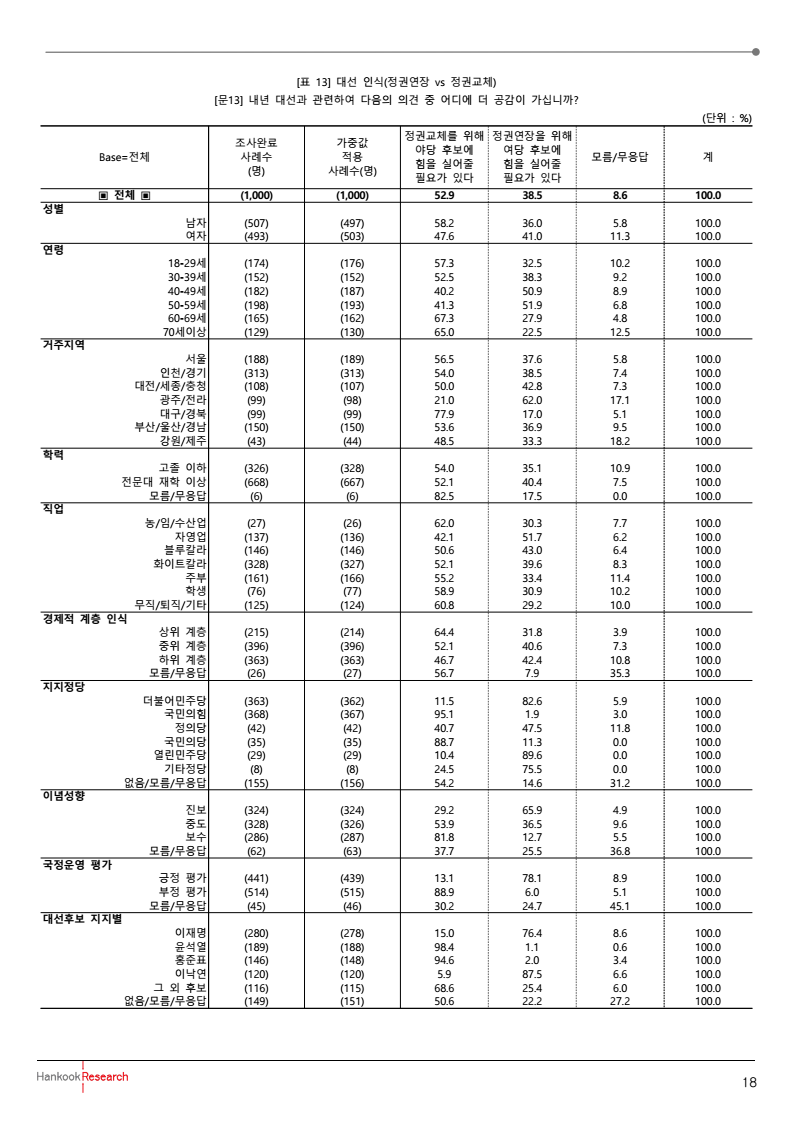 [표 13] 대선 인식(정권연장 vs 정권교체)
[문13] 내년 대선과 관련하여 다음의 의견 중 어디에 더 공감이 가십니까?
(단위 : %)
Base=전체 조사완료 사례수 (명) 가중값 적용 사례수(명) 정권교체를 위해 야당 후보에 힘을 실어줄 필요가 있다 정권연장을 위해 여당 후보에 힘을 실어줄 필요가 있다 모름/무응답 계
▣ 전체 ▣ (1,000) (1,000) 52.9 38.5 8.6 100.0
성별
남자 (507) (497) 58.2 36.0 5.8 100.0
여자 (493) (503) 47.6 41.0 11.3 100.0
연령
18-29세 (174) (176) 57.3 32.5 10.2 100.0
30-39세 (152) (152) 52.5 38.3 9.2 100.0
40-49세 (182) (187) 40.2 50.9 8.9 100.0
50-59세 (198) (193) 41.3 51.9 6.8 100.0
60-69세 (165) (162) 67.3 27.9 4.8 100.0
70세이상 (129) (130) 65.0 22.5 12.5 100.0
거주지역
서울 (188) (189) 56.5 37.6 5.8 100.0
인천/경기 (313) (313) 54.0 38.5 7.4 100.0
대전/세종/충청 (108) (107) 50.0 42.8 7.3 100.0
광주/전라 (99) (98) 21.0 62.0 17.1 100.0
대구/경북 (99) (99) 77.9 17.0 5.1 100.0
부산/울산/경남 (150) (150) 53.6 36.9 9.5 100.0
강원/제주 (43) (44) 48.5 33.3 18.2 100.0
학력
고졸 이하 (326) (328) 54.0 35.1 10.9 100.0
전문대 재학 이상 (668) (667) 52.1 40.4 7.5 100.0
모름/무응답 (6) (6) 82.5 17.5 0.0 100.0
직업
농/임/수산업 (27) (26) 62.0 30.3 7.7 100.0
자영업 (137) (136) 42.1 51.7 6.2 100.0
블루칼라 (146) (146) 50.6 43.0 6.4 100.0
화이트칼라 (328) (327) 52.1 39.6 8.3 100.0
주부 (161) (166) 55.2 33.4 11.4 100.0
학생 (76) (77) 58.9 30.9 10.2 100.0
무직/퇴직/기타 (125) (124) 60.8 29.2 10.0 100.0
경제적 계층 인식
상위 계층 (215) (214) 64.4 31.8 3.9 100.0
중위 계층 (396) (396) 52.1 40.6 7.3 100.0
하위 계층 (363) (363) 46.7 42.4 10.8 100.0
모름/무응답 (26) (27) 56.7 7.9 35.3 100.0
지지정당
더불어민주당 (363) (362) 11.5 82.6 5.9 100.0
국민의힘 (368) (367) 95.1 1.9 3.0 100.0
정의당 (42) (42) 40.7 47.5 11.8 100.0
국민의당 (35) (35) 88.7 11.3 0.0 100.0
열린민주당 (29) (29) 10.4 89.6 0.0 100.0
기타정당 (8) (8) 24.5 75.5 0.0 100.0
없음/모름/무응답 (155) (156) 54.2 14.6 31.2 100.0
이념성향
진보 (324) (324) 29.2 65.9 4.9 100.0
중도 (328) (326) 53.9 36.5 9.6 100.0
보수 (286) (287) 81.8 12.7 5.5 100.0
모름/무응답 (62) (63) 37.7 25.5 36.8 100.0
국정운영 평가
긍정 평가 (441) (439) 13.1 78.1 8.9 100.0
부정 평가 (514) (515) 88.9 6.0 5.1 100.0
모름/무응답 (45) (46) 30.2 24.7 45.1 100.0
대선후보 지지별
이재명 (280) (278) 15.0 76.4 8.6 100.0
윤석열 (189) (188) 98.4 1.1 0.6 100.0
홍준표 (146) (148) 94.6 2.0 3.4 100.0
이낙연 (120) (120) 5.9 87.5 6.6 100.0
그 외 후보 (116) (115) 68.6 25.4 6.0 100.0
없음/모름/무응답 (149) (151) 50.6 22.2 27.2 100.0
Hankook Research
18